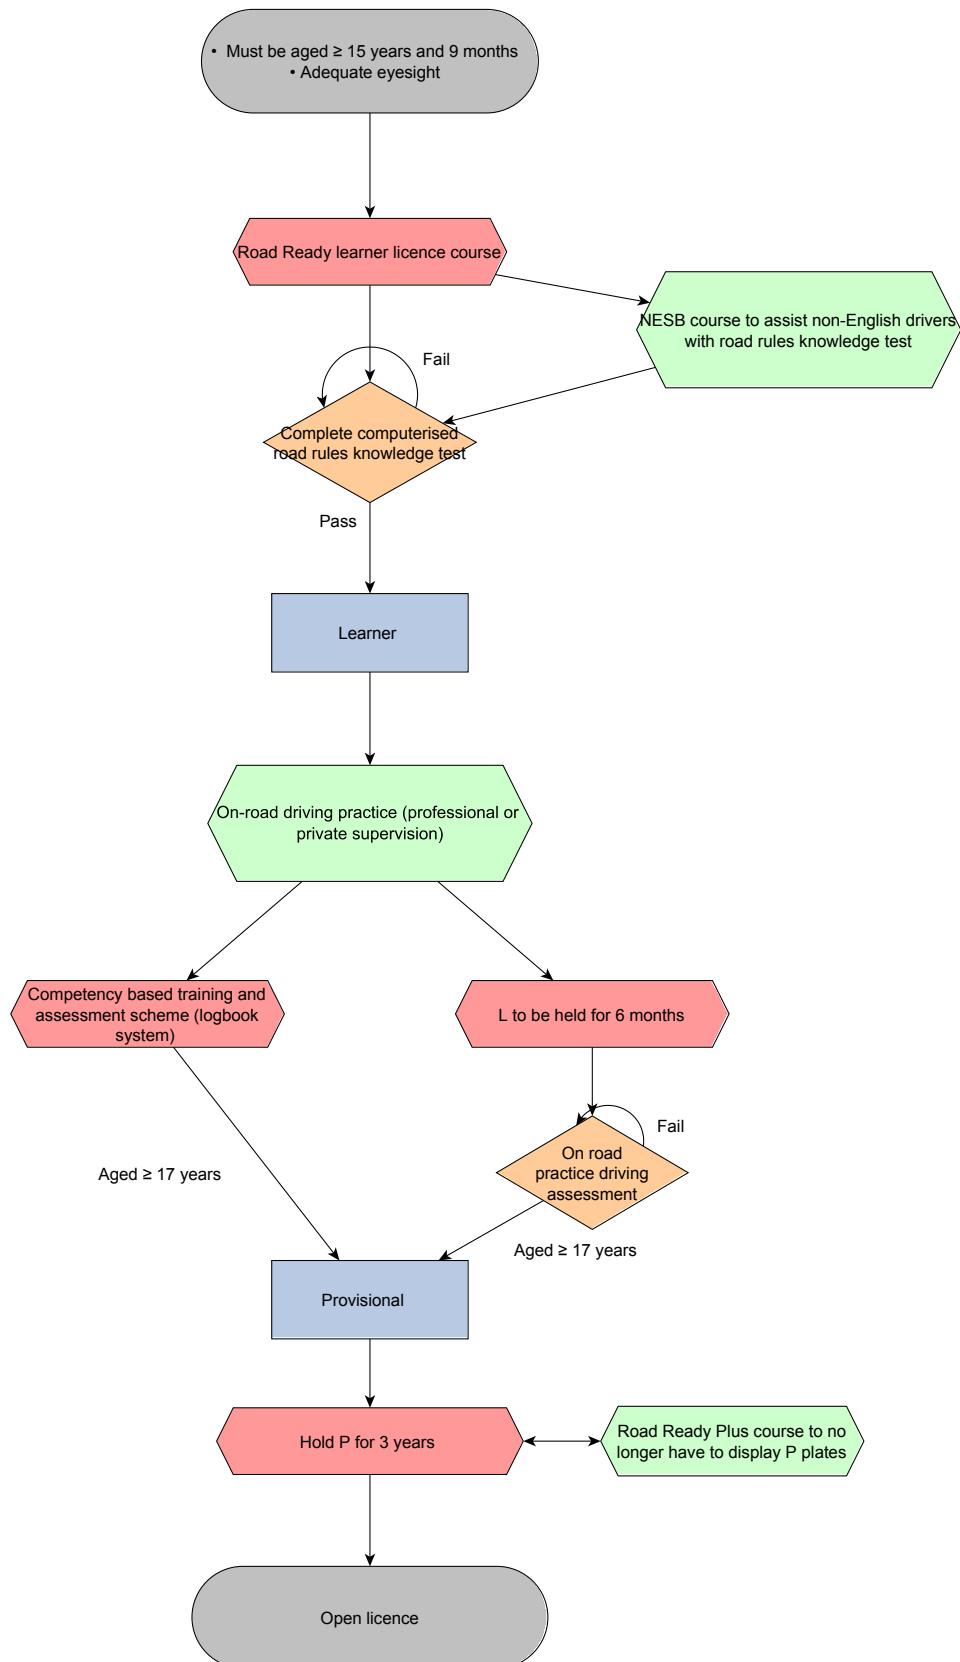 • Must be aged ≥ 15 years and 9 months
• Adequate eyesight
Road Ready learner licence course
NESB course to assist non-English drivers
with road rules knowledge test
Fail
Complete computerised
road rules knowledge test
Pass
Learner
On-road driving practice (professional or
private supervision)
Competency based training and
assessment scheme (logbook
system)
L to be held for 6 months
Fail
On road
practice driving
assessment
Aged ≥ 17 years
Aged ≥ 17 years
Provisional
Hold P for 3 years
Road Ready Plus course to no
longer have to display P plates
Open licence